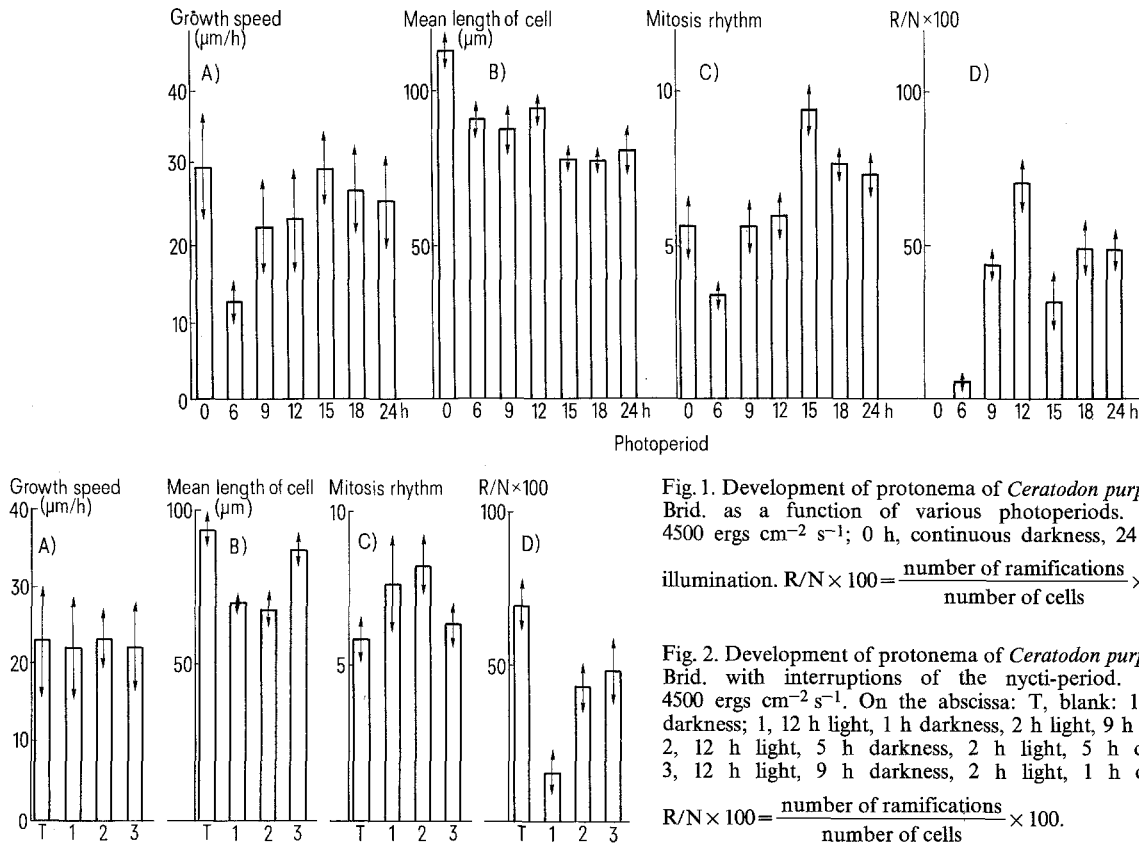 Growth speed
(μm/h)
A)
40
30
20
10
0
0 6 9 12 15 18 24 h
Mean length of cell
(μm)
B)
100
50
0 6 9 12 15 18 24 h
Mitosis rhythm
C)
10
5
0 6 9 12 15 18 24 h
R/N×100
D)
100
50
0 6 9 12 15 18 24 h
Photoperiod
Growth speed
(μm/h)
A)
40
30
20
10
0
T 1 2 3
Mean length of cell
(μm)
B)
100
50
T 1 2 3
Mitosis rhythm
C)
10
5
T 1 2 3
R/N×100
D)
100
50
T 1 2 3
Fig. 1. Development of protonema of Ceratodon purp
Brid. as a function of various photoperiods.
4500 ergs cm⁻² s⁻¹; 0 h, continuous darkness, 24
illumination. R/N × 100 = number of ramifications / number of cells ×
Fig. 2. Development of protonema of Ceratodon purp
Brid. with interruptions of the nycti-period.
4500 ergs cm⁻² s⁻¹. On the abscissa: T, blank: 1
darkness; 1, 12 h light, 1 h darkness, 2 h light, 9 h
2, 12 h light, 5 h darkness, 2 h light, 5 h d
3, 12 h light, 9 h darkness, 2 h light, 1 h d
R/N × 100 = number of ramifications / number of cells × 100.